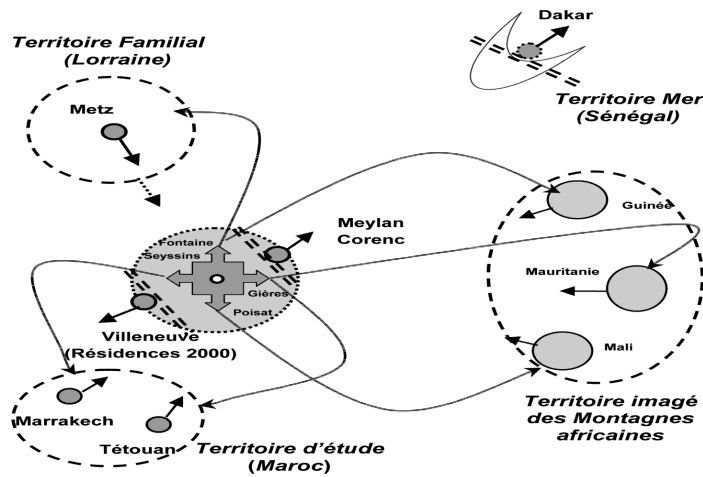 Dakar
Territoire Familial
(Lorraine)
Metz
Territoire Mer
(Sénégal)
Guinée
Meylan
Corenc
Fontaine
Seyssins
Mauritanie
Gières
Poisat
Villeneuve
(Résidences 2000)
Mali
Marrakech
Tétouan
Territoire d'étude
(Maroc)
Territoire imagé
des Montagnes
africaines